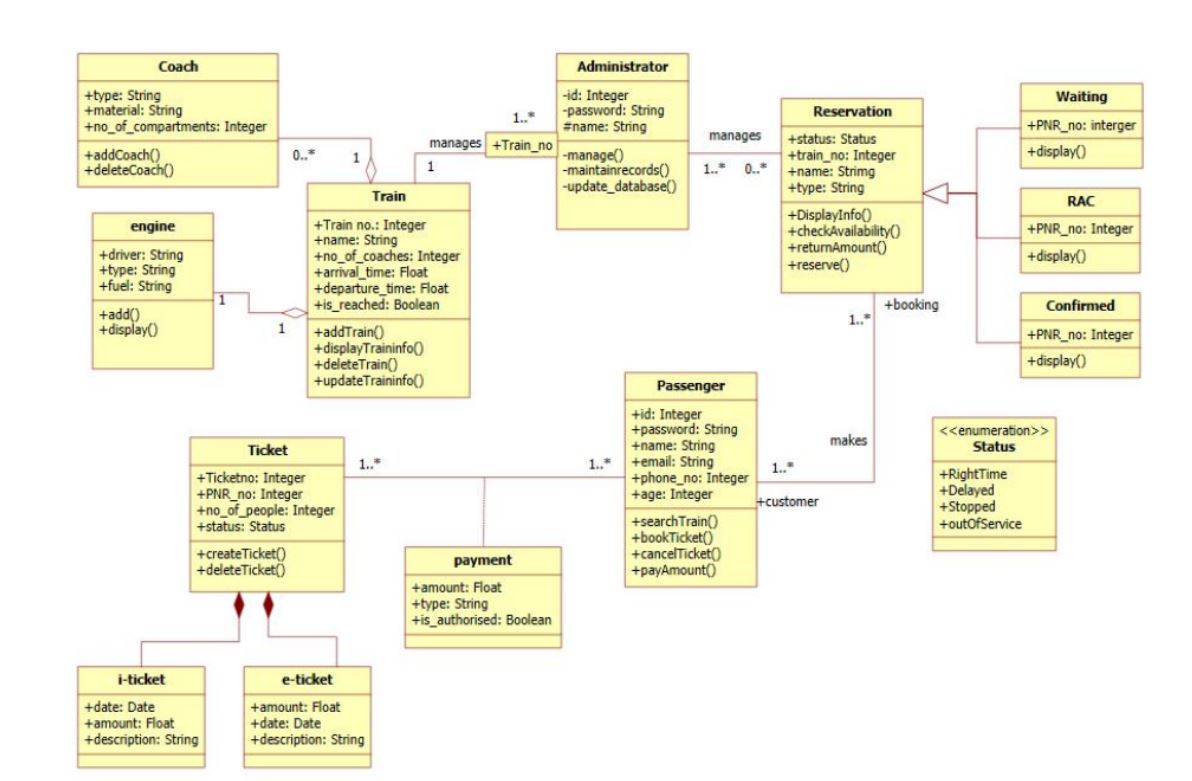 Coach
+type: String
+material: String
+no_of_compartments: Integer
+addCoach()
+deleteCoach()
0..*
1
engine
+driver: String
+type: String
+fuel: String
+add()
+display()
1
1
Train
+Train no.: Integer
+name: String
+no_of_coaches: Integer
+arrival_time: Float
+departure_time: Float
+is_reached: Boolean
+addTrain()
+displayTraininfo()
+deleteTrain()
+updateTraininfo()
manages
1
1..*
+Train_no
Administrator
-id: Integer
-password: String
#name: String
-manage()
-maintainrecords()
-update_database()
manages
1..*
0..*
Reservation
+status: Status
+train_no: Integer
+name: Strimg
+type: String
+DisplayInfo()
+checkAvailability()
+returnAmount()
+reserve()
Waiting
+PNR_no: interger
+display()
RAC
+PNR_no: Integer
+display()
Confirmed
+PNR_no: Integer
+display()
+booking
1..*
makes
1..*
+customer
Passenger
+id: Integer
+password: String
+name: String
+email: String
+phone_no: Integer
+age: Integer
+searchTrain()
+bookTicket()
+cancelTicket()
+payAmount()
<<enumeration>>
Status
+RightTime
+Delayed
+Stopped
+outOfService
Ticket
+Ticketno: Integer
+PNR_no: Integer
+no_of_people: Integer
+status: Status
+createTicket()
+deleteTicket()
1..*
1..*
payment
+amount: Float
+type: String
+is_authorised: Boolean
i-ticket
+date: Date
+amount: Float
+description: String
e-ticket
+amount: Float
+date: Date
+description: String